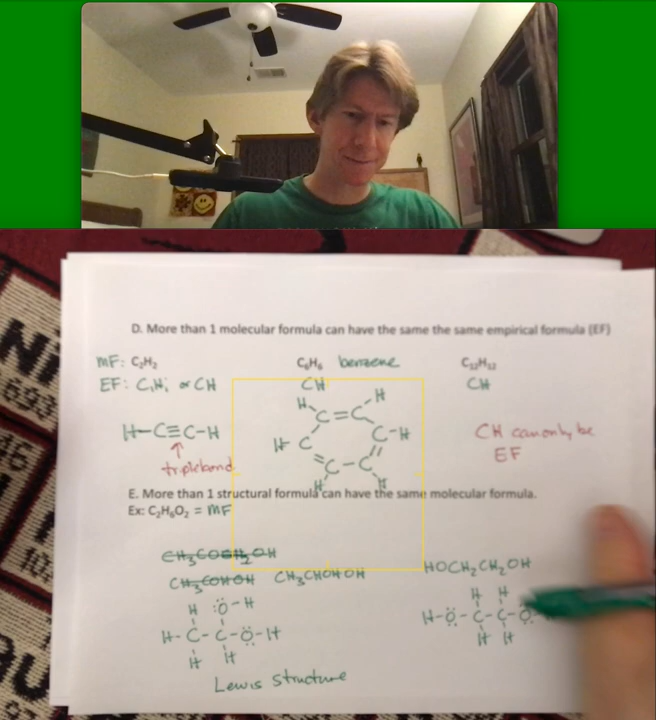 D. More than 1 molecular formula can have the same the same empirical formula (EF)
MF: C₂H₂ C₆H₆ benzene C₁₂H₁₂
EF: C₁H₁ or CH CH CH
H-C≡C-H
↑
triple bond
H H
C=C
H C C-H
C-C
H H
CH can only be
EF
E. More than 1 structural formula can have the same molecular formula.
Ex: C₂H₆O₂ = MF
CH₃CHOHOH HOCH₂CH₂OH
H :Ö-H
H-C-C-Ö-H
H H
H H
H-Ö-C-C-Ö
H H
Lewis Structure
Ni
693